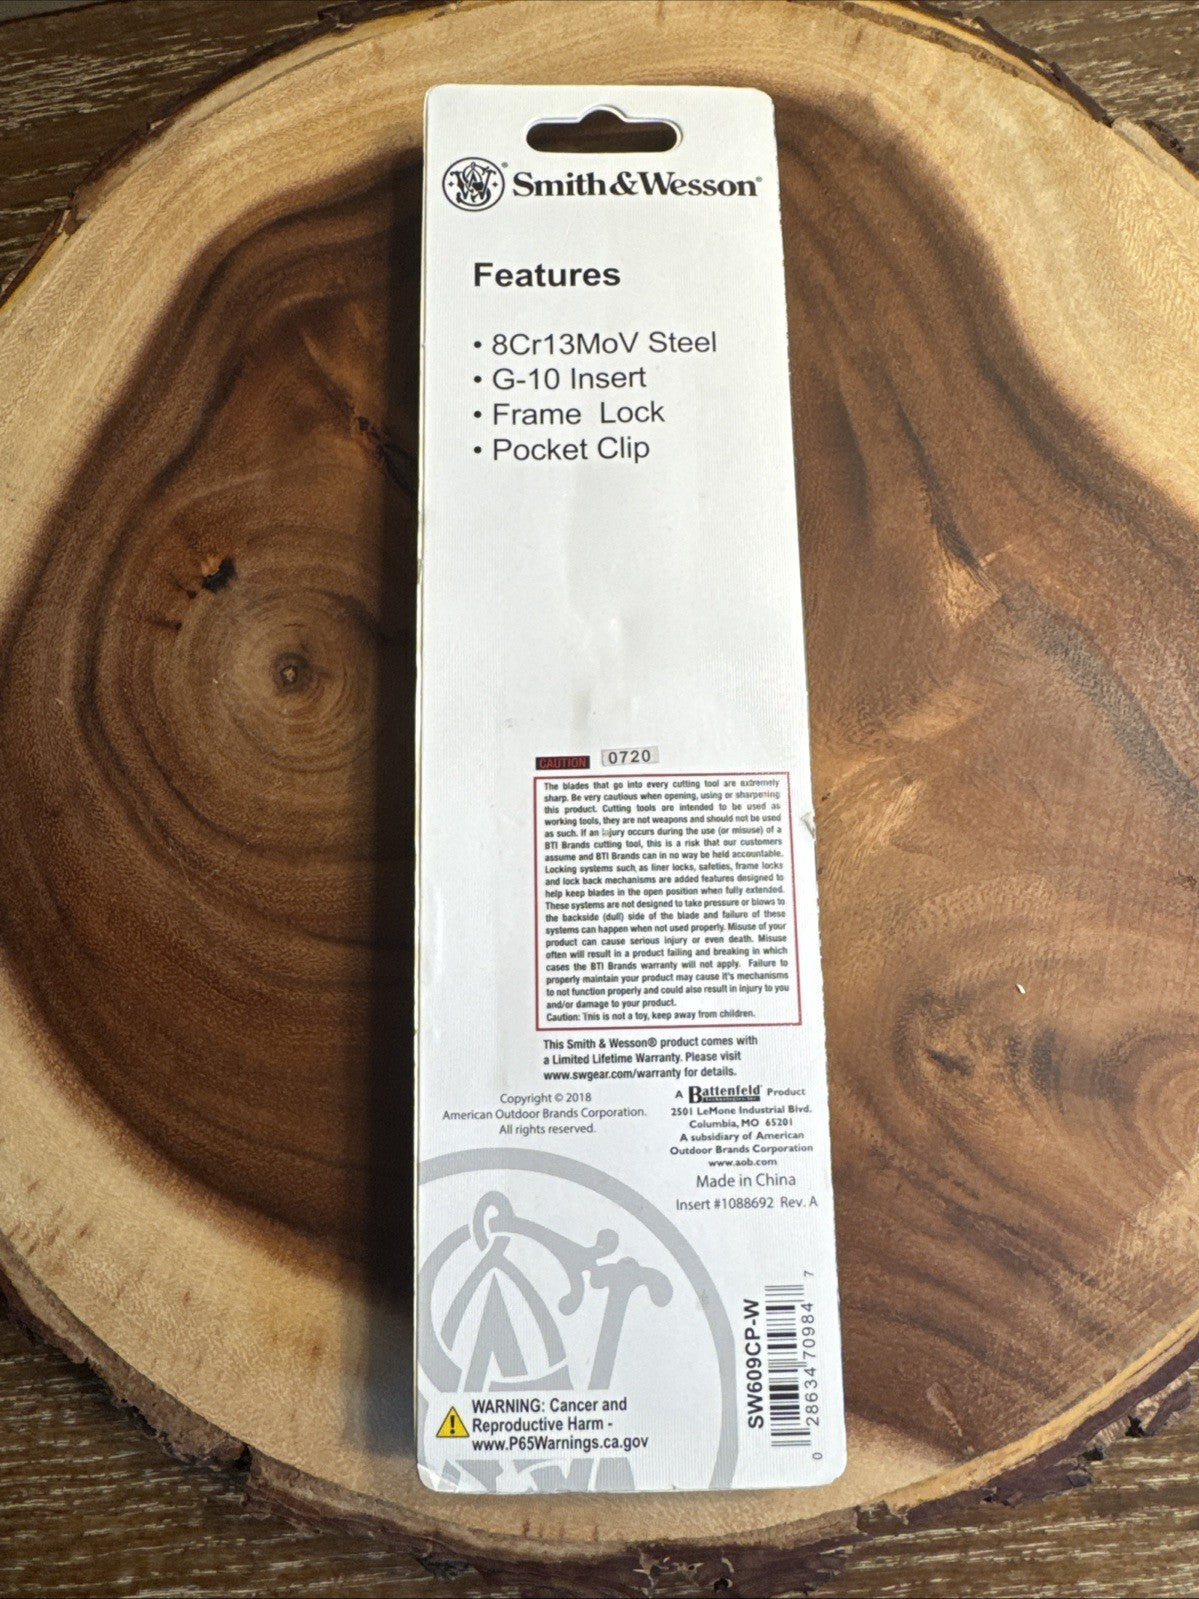 Smith&Wesson®
Features
• 8Cr13MoV Steel
• G-10 Insert
• Frame Lock
• Pocket Clip
CAUTION 0720
The blades that go into every cutting tool are extremely
sharp. Be very cautious when opening, using or sharpening
this product. Cutting tools are intended to be used as
working tools, they are not weapons and should not be used
as such. If an injury occurs during the use (or misuse) of a
BTI Brands cutting tool, this is a risk that our customers
assume and BTI Brands can in no way be held accountable.
Locking systems such as liner locks, safeties, frame locks
and lock back mechanisms are added features designed to
help keep blades in the open position when fully extended.
These systems are not designed to take pressure or blows to
the backside (dull) side of the blade and failure of these
systems can happen when not used properly. Misuse of your
product can cause serious injury or even death. Misuse
often will result in a product failing and breaking in which
cases the BTI Brands warranty will not apply. Failure to
properly maintain your product may cause it's mechanisms
to not function properly and could also result in injury to you
and/or damage to your product.
Caution: This is not a toy, keep away from children.
This Smith & Wesson® product comes with
a Limited Lifetime Warranty. Please visit
www.swgear.com/warranty for details.
Copyright © 2018
American Outdoor Brands Corporation.
All rights reserved.
A Battenfeld Product
2501 LeMone Industrial Blvd.
Columbia, MO 65201
A subsidiary of American
Outdoor Brands Corporation
www.aob.com
Made in China
Insert #1088692 Rev. A
SW609CP-W
0 28634 70984 7
WARNING: Cancer and
Reproductive Harm -
www.P65Warnings.ca.gov